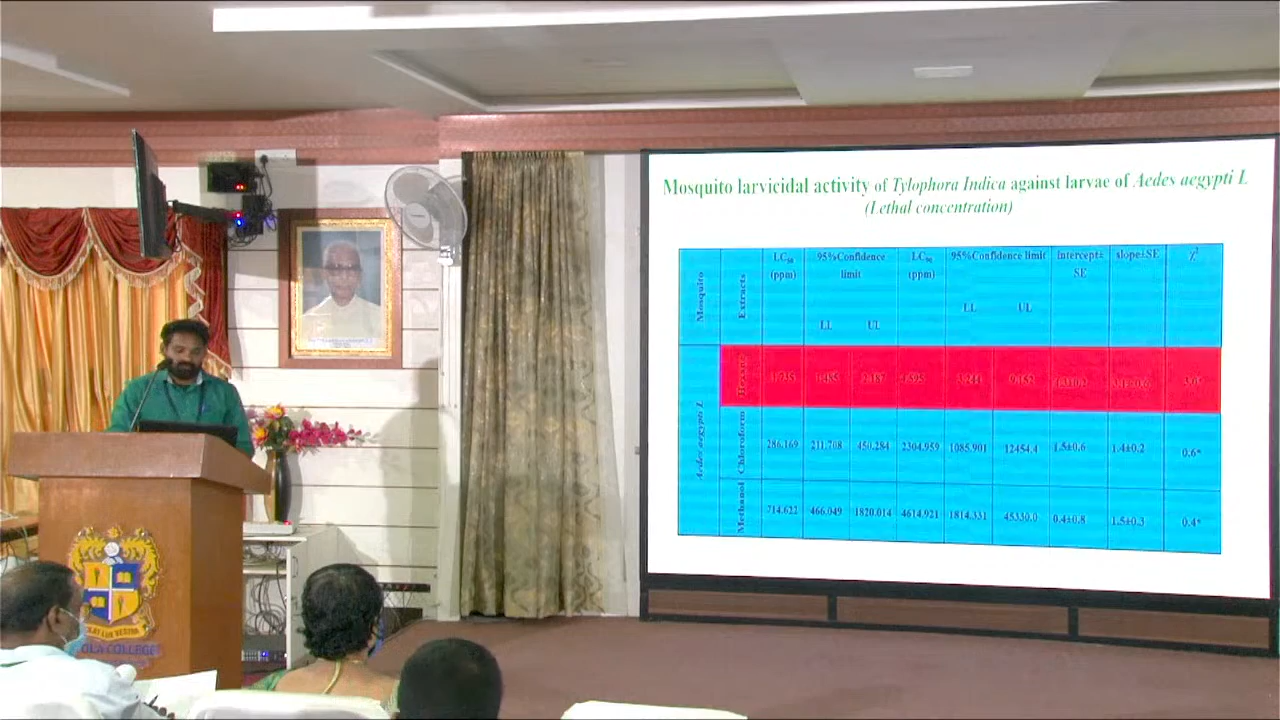 Mosquito larvicidal activity of Tylophora Indica against larvae of Aedes aegypti L
(Lethal concentration)
Mosquito Extracts LC50 (ppm) 95%Confidence limit LL UL LC90 (ppm) 95%Confidence limit LL UL intercept± SE slope±SE χ²
Aedes aegypti L
Chloroform 286.169 211.708 450.284 2304.959 1085.901 12454.4 1.5±0.6 1.4±0.2 0.6*
Methanol 714.622 466.049 1820.014 4614.921 1814.331 45330.0 0.4±0.8 1.5±0.3 0.4*
OLA COLLEGE